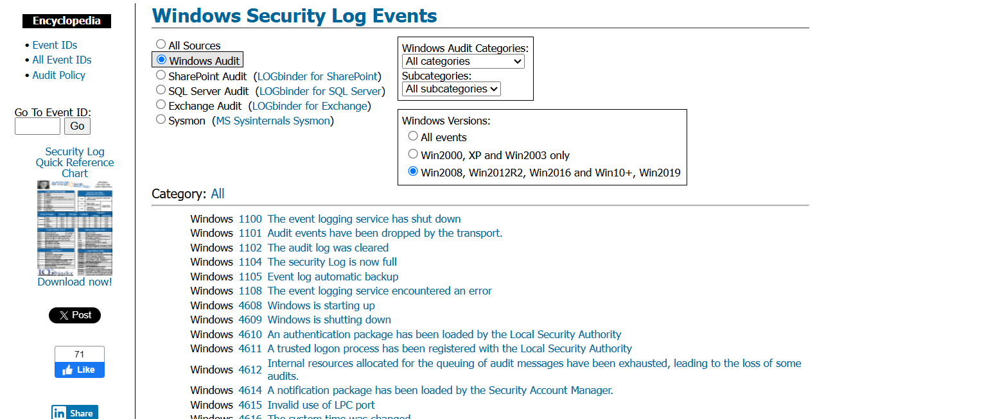 Encyclopedia
• Event IDs
• All Event IDs
• Audit Policy
Go To Event ID:
Go
Security Log
Quick Reference
Chart
Download now!
Post
71
Like
in Share
Windows Security Log Events
All Sources
Windows Audit
SharePoint Audit (LOGbinder for SharePoint)
SQL Server Audit (LOGbinder for SQL Server)
Exchange Audit (LOGbinder for Exchange)
Sysmon (MS Sysinternals Sysmon)
Windows Audit Categories:
All categories
Subcategories:
All subcategories
Windows Versions:
All events
Win2000, XP and Win2003 only
Win2008, Win2012R2, Win2016 and Win10+, Win2019
Category: All
Windows 1100 The event logging service has shut down
Windows 1101 Audit events have been dropped by the transport.
Windows 1102 The audit log was cleared
Windows 1104 The security Log is now full
Windows 1105 Event log automatic backup
Windows 1108 The event logging service encountered an error
Windows 4608 Windows is starting up
Windows 4609 Windows is shutting down
Windows 4610 An authentication package has been loaded by the Local Security Authority
Windows 4611 A trusted logon process has been registered with the Local Security Authority
Windows 4612 Internal resources allocated for the queuing of audit messages have been exhausted, leading to the loss of some
audits.
Windows 4614 A notification package has been loaded by the Security Account Manager.
Windows 4615 Invalid use of LPC port
Windows 4616 The system time was changed